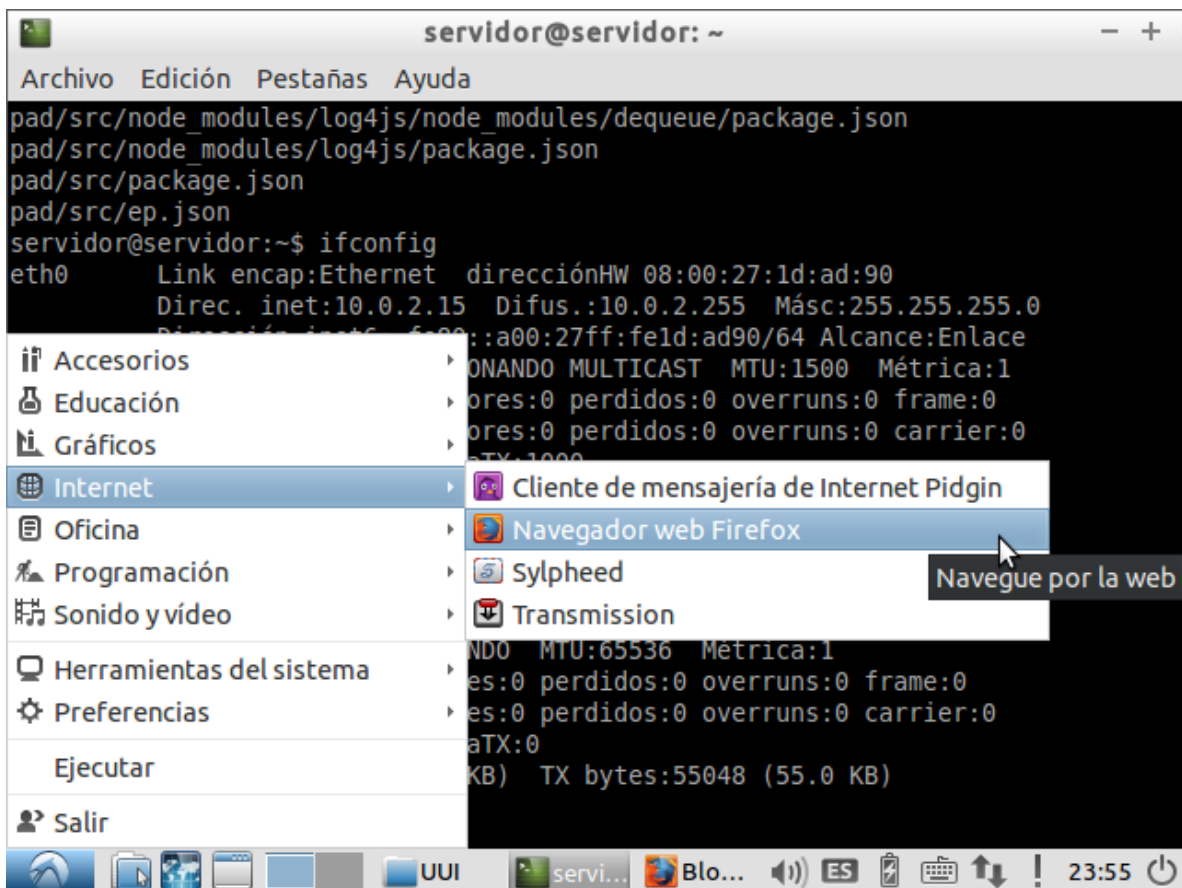 servidor@servidor: ~
Archivo Edición Pestañas Ayuda
pad/src/node_modules/log4js/node_modules/dequeue/package.json
pad/src/node_modules/log4js/package.json
pad/src/package.json
pad/src/ep.json
servidor@servidor:~$ ifconfig
eth0 Link encap:Ethernet direcciónHW 08:00:27:1d:ad:90
Direc. inet:10.0.2.15 Difus.:10.0.2.255 Másc:255.255.255.0
::a00:27ff:fe1d:ad90/64 Alcance:Enlace
ONANDO MULTICAST MTU:1500 Métrica:1
ores:0 perdidos:0 overruns:0 frame:0
ores:0 perdidos:0 overruns:0 carrier:0
Accesorios
Educación
Gráficos
Internet
Oficina
Programación
Sonido y vídeo
Herramientas del sistema
Preferencias
Ejecutar
Salir
Cliente de mensajería de Internet Pidgin
Navegador web Firefox
Sylpheed
Transmission
Navegue por la web
NDO MTU:65536 Métrica:1
es:0 perdidos:0 overruns:0 frame:0
es:0 perdidos:0 overruns:0 carrier:0
aTX:0
KB) TX bytes:55048 (55.0 KB)
UUI servi... Blo... ES 23:55